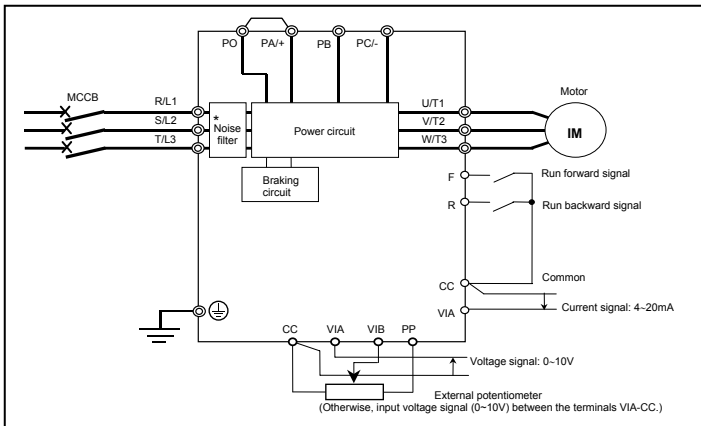 PO PA/+ PB PC/-
MCCB
R/L1
S/L2
T/L3
*
Noise
filter
Power circuit
Braking
circuit
U/T1
V/T2
W/T3
Motor
IM
F
Run forward signal
R
Run backward signal
CC
Common
VIA
Current signal: 4~20mA
CC VIA VIB PP
Voltage signal: 0~10V
External potentiometer
(Otherwise, input voltage signal (0~10V) between the terminals VIA-CC.)